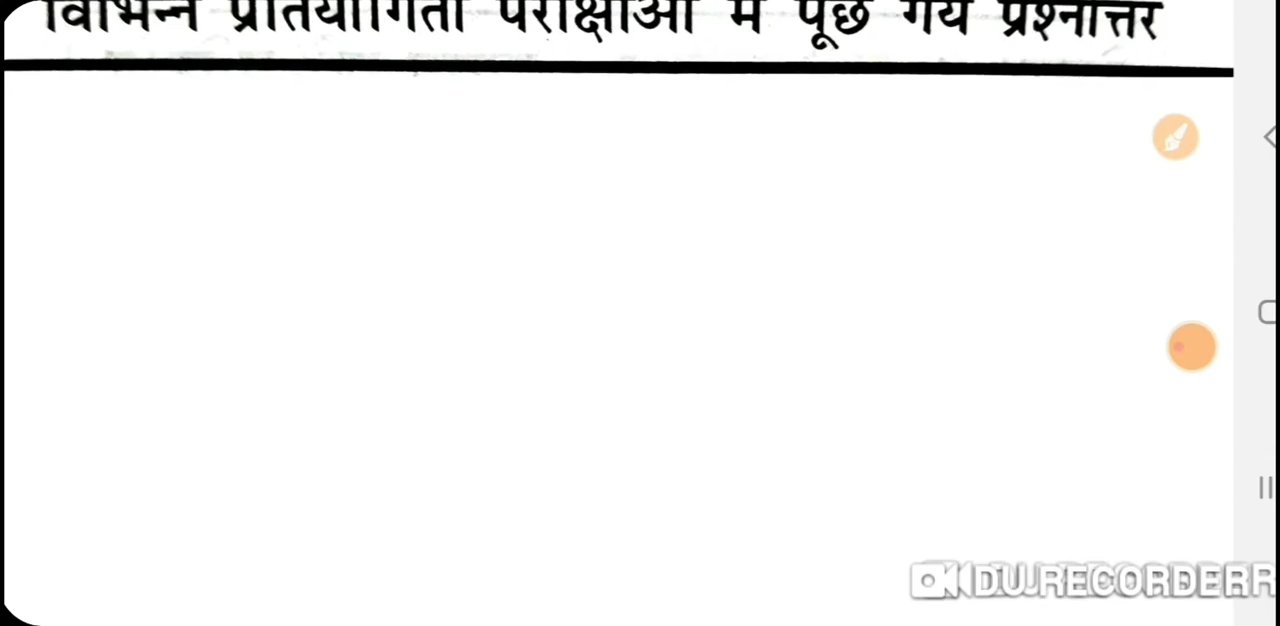 विभिन्न प्रतियोगिता परीक्षाओं में पूछे गये प्रश्नोत्तर
DU RECORDER